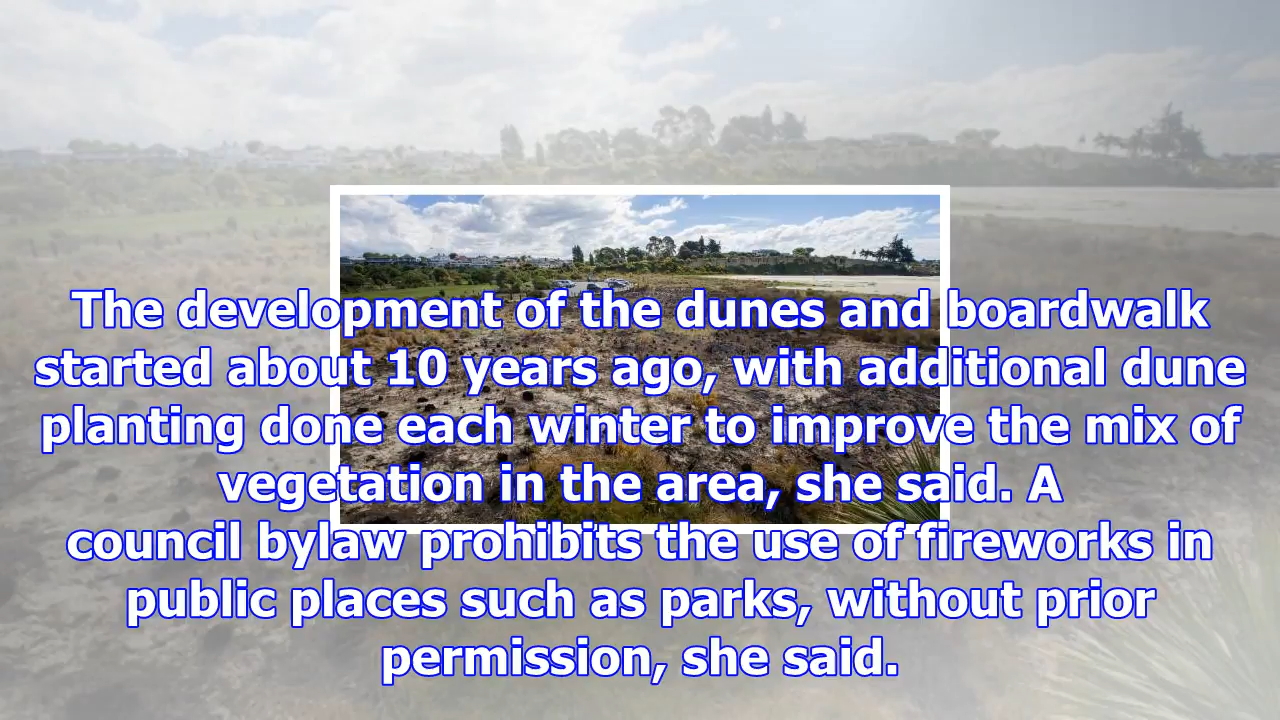 The development of the dunes and boardwalk
started about 10 years ago, with additional dune
planting done each winter to improve the mix of
vegetation in the area, she said. A
council bylaw prohibits the use of fireworks in
public places such as parks, without prior
permission, she said.